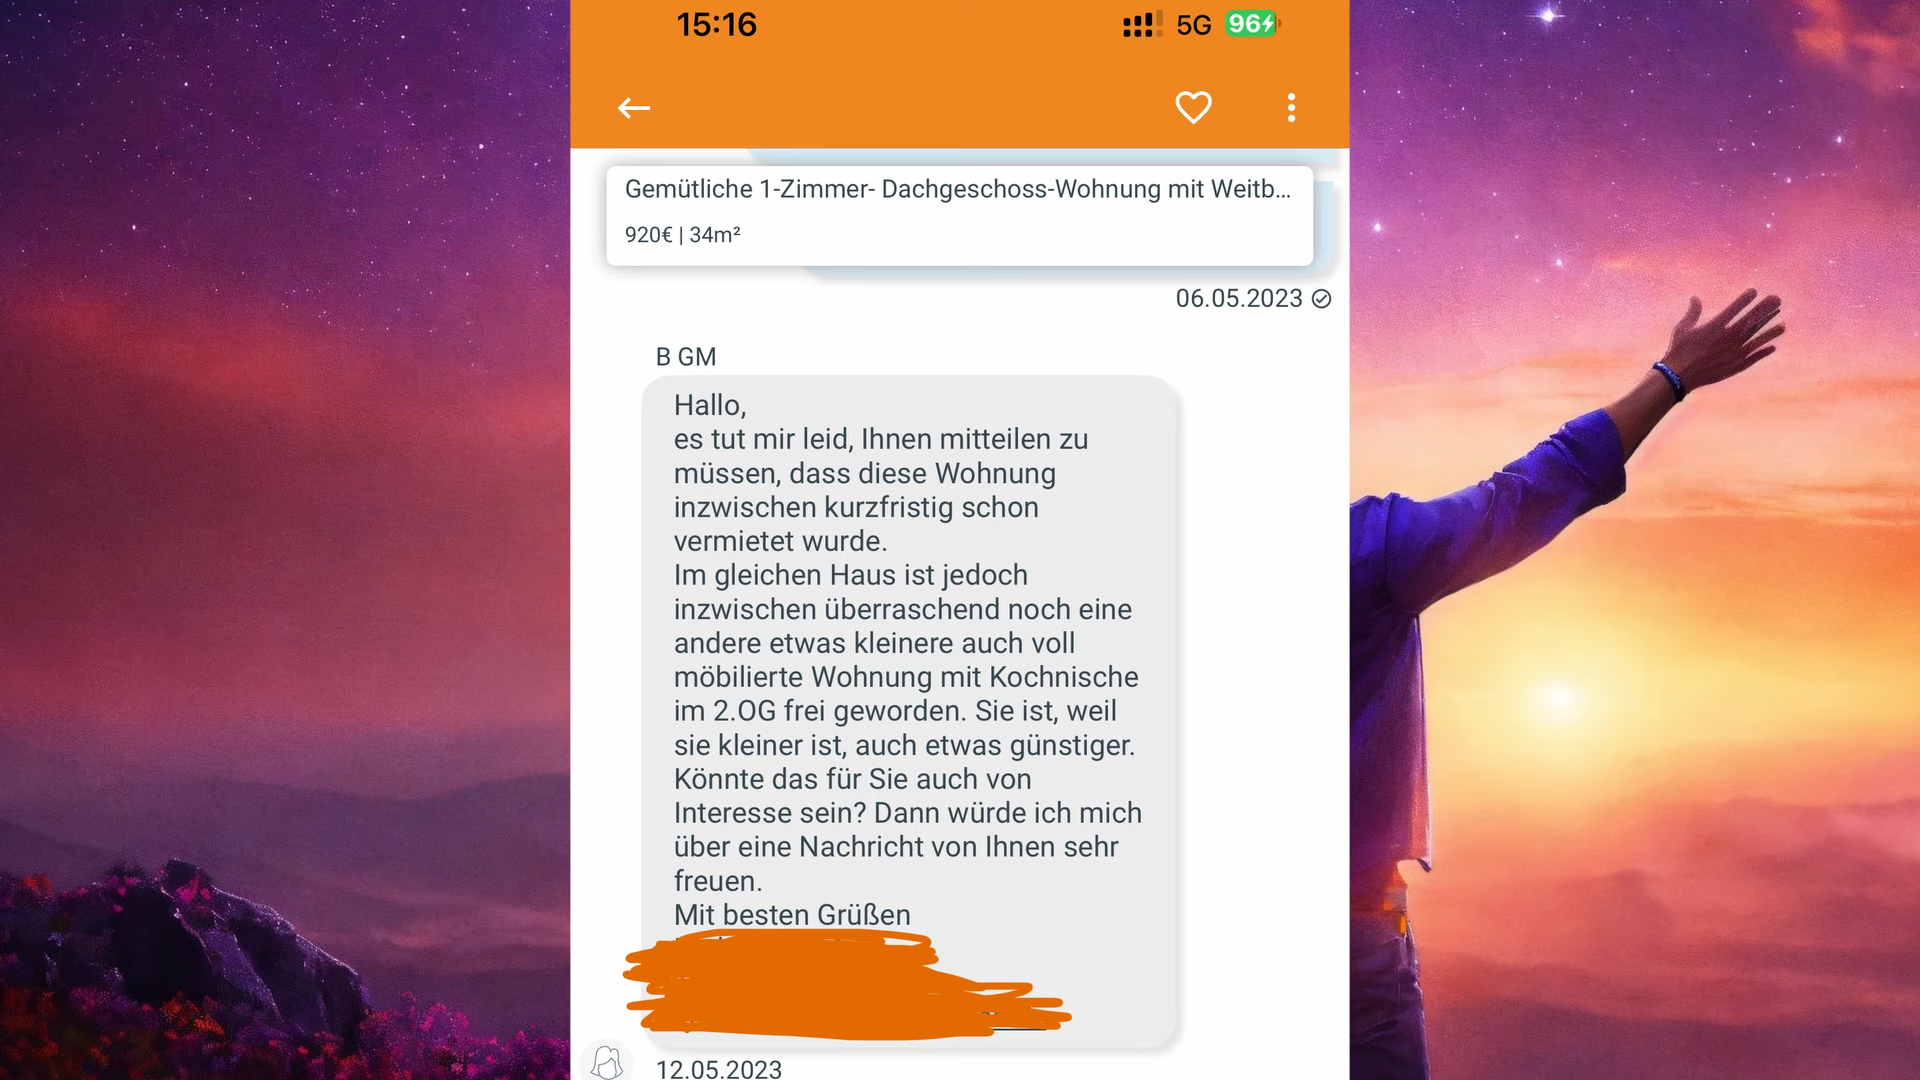 15:16 5G 96
Gemütliche 1-Zimmer- Dachgeschoss-Wohnung mit Weitb...
920€ | 34m²
06.05.2023
B GM
Hallo,
es tut mir leid, Ihnen mitteilen zu
müssen, dass diese Wohnung
inzwischen kurzfristig schon
vermietet wurde.
Im gleichen Haus ist jedoch
inzwischen überraschend noch eine
andere etwas kleinere auch voll
möbilierte Wohnung mit Kochnische
im 2.OG frei geworden. Sie ist, weil
sie kleiner ist, auch etwas günstiger.
Könnte das für Sie auch von
Interesse sein? Dann würde ich mich
über eine Nachricht von Ihnen sehr
freuen.
Mit besten Grüßen
12.05.2023